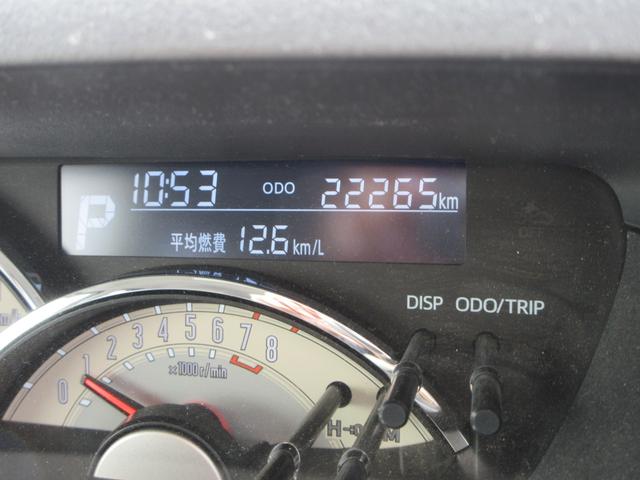 10:53 ODO 22265km
P
平均燃費 12.6km/L
OFF
DISP ODO/TRIP
0 1 2 3 4 5 6 7 8
×1000r/min